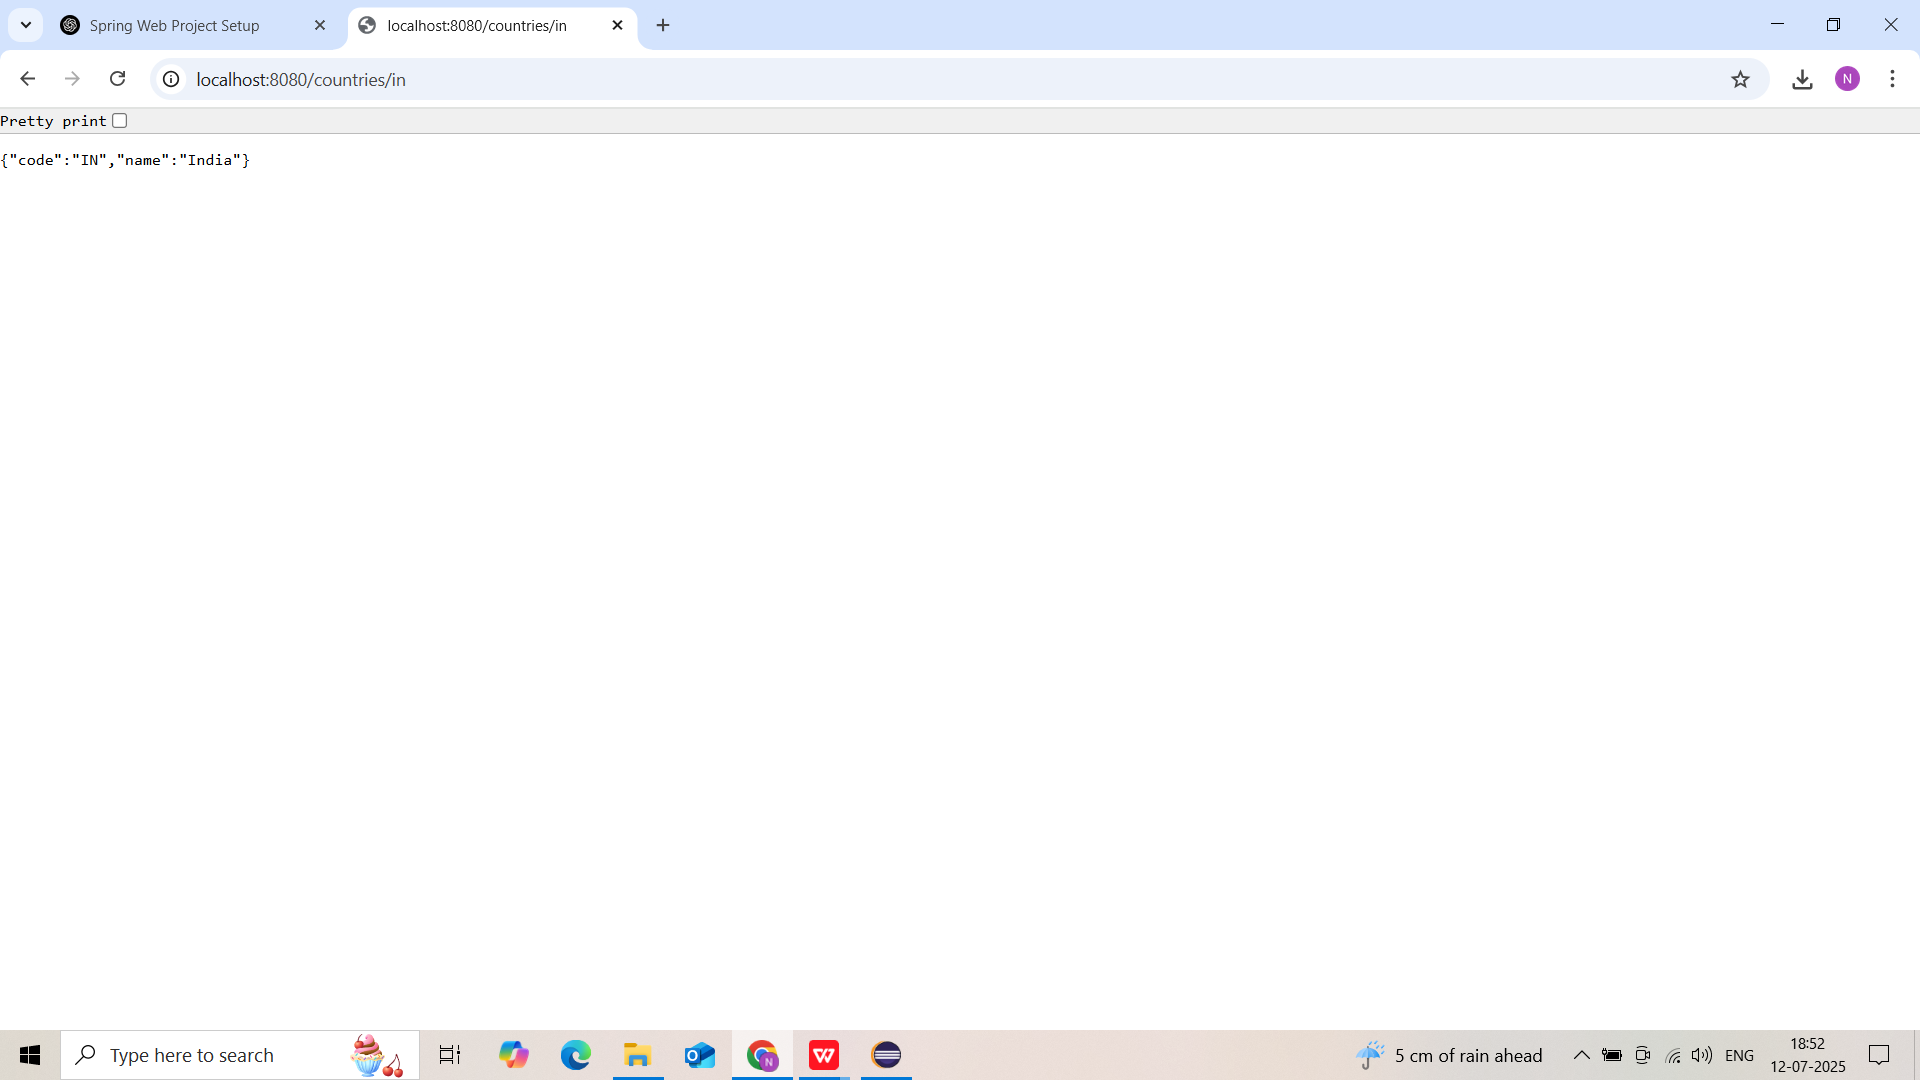 Spring Web Project Setup
localhost:8080/countries/in
localhost:8080/countries/in
N
Pretty print
{"code":"IN","name":"India"}
Type here to search
O
N
W
5 cm of rain ahead
ENG
18:52
12-07-2025